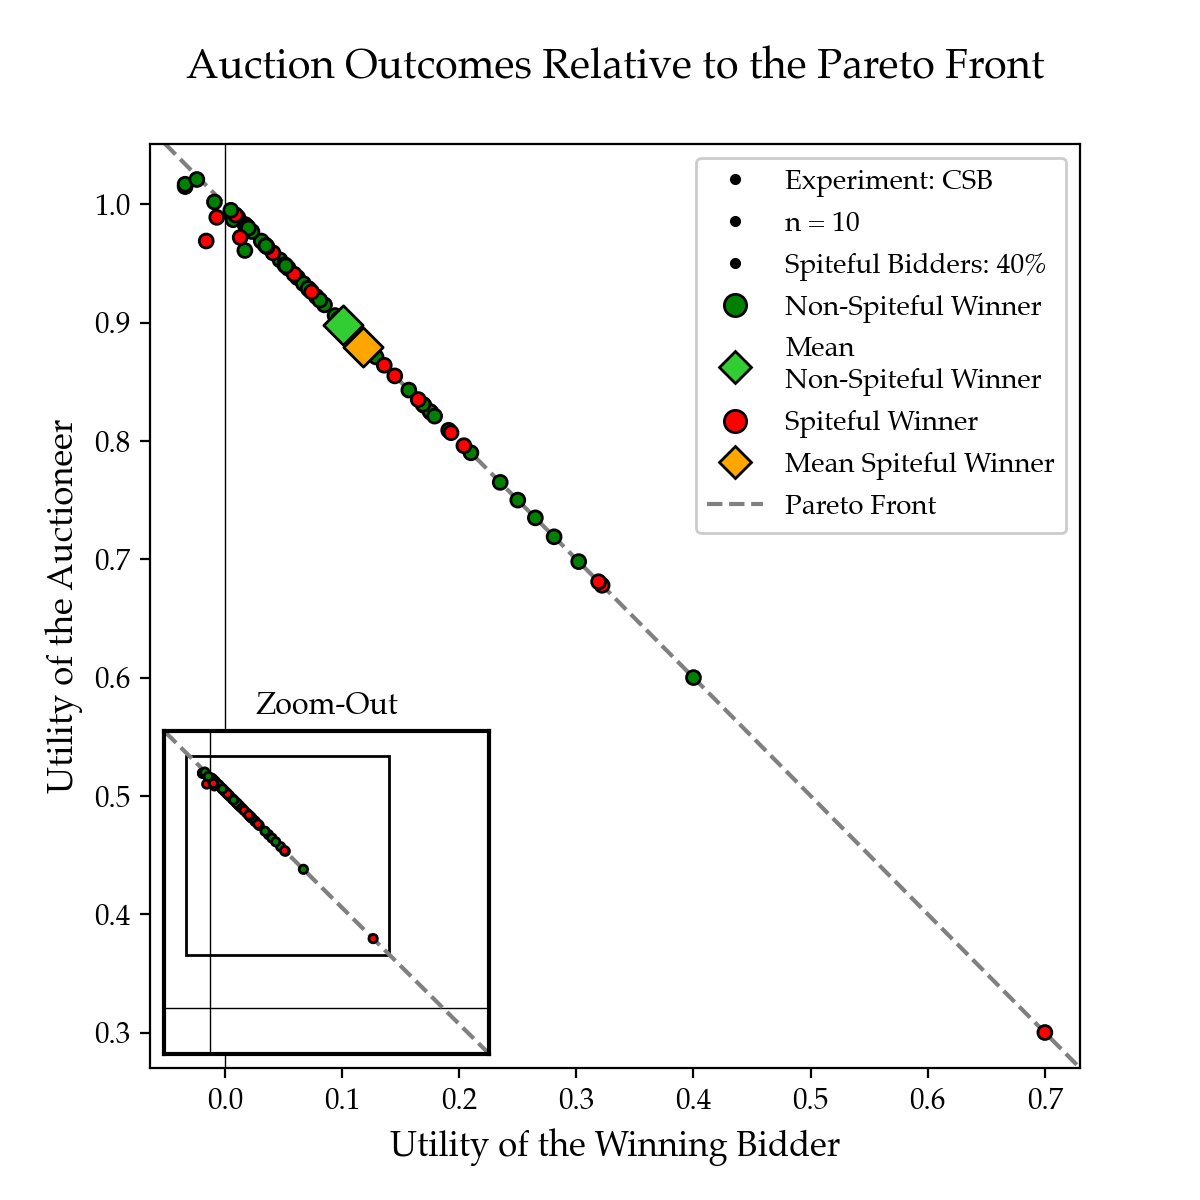 Auction Outcomes Relative to the Pareto Front
Experiment: CSB
n = 10
Spiteful Bidders: 40%
Non-Spiteful Winner
Mean
Non-Spiteful Winner
Spiteful Winner
Mean Spiteful Winner
Pareto Front
Utility of the Auctioneer
1.0
0.9
0.8
0.7
0.6
0.5
0.4
0.3
Zoom-Out
0.0 0.1 0.2 0.3 0.4 0.5 0.6 0.7
Utility of the Winning Bidder